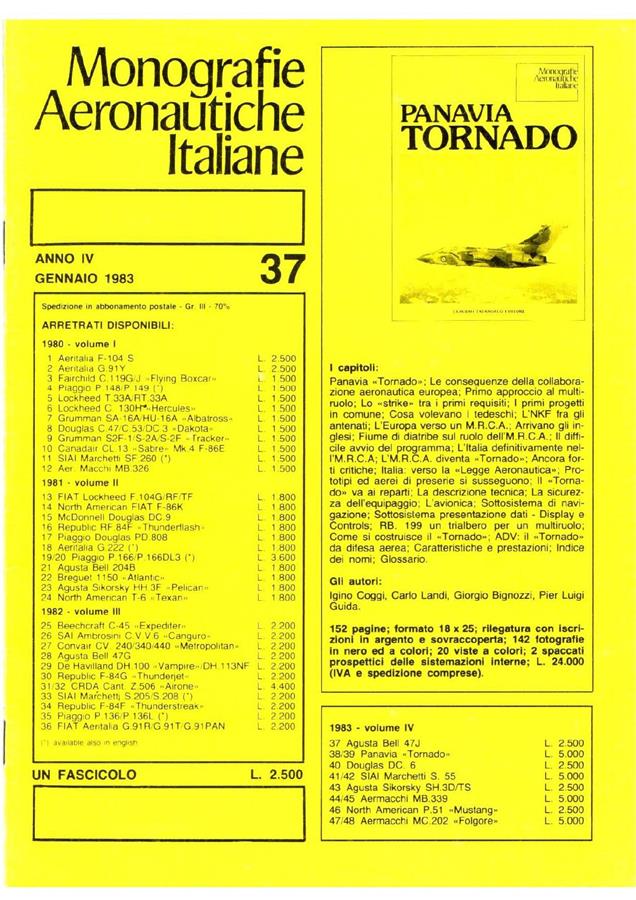 Monografie
Aeronautiche
Italiane
ANNO IV
GENNAIO 1983
37
Spedizione in abbonamento postale - Gr. III - 70%
ARRETRATI DISPONIBILI:
1980 - volume I
1 Aeritalia F-104 S L. 2.500
2 Aeritalia G.91Y L. 2.500
3 Fairchild C.119G/J «Flying Boxcar» L. 1.500
4 Piaggio P.148/P.149 (*) L. 1.500
5 Lockheed T.33A/RT.33A L. 1.500
6 Lockheed C.130H «Hercules» L. 1.500
7 Grumman SA-16A/HU-16A «Albatross» L. 1.500
8 Douglas C.47/C.53/DC.3 «Dakota» L. 1.500
9 Grumman S2F-1/S-2A/S-2F «Tracker» L. 1.500
10 Canadair CL.13 «Sabre» Mk.4 F-86E L. 1.500
11 SIAI Marchetti SF.260 (*) L. 1.500
12 Aer. Macchi MB.326 L. 1.500
1981 - volume II
13 FIAT Lockheed F.104G/RF/TF L. 1.800
14 North American FIAT F-86K L. 1.800
15 McDonnell Douglas DC.9 L. 1.800
16 Republic RF.84F «Thunderflash» L. 1.800
17 Piaggio Douglas PD.808 L. 1.800
18 Aeritalia G.222 (*) L. 1.800
19/20 Piaggio P.166/P.166DL3 (*) L. 3.600
21 Agusta Bell 204B L. 1.800
22 Breguet 1150 «Atlantic» L. 1.800
23 Agusta Sikorsky HH.3F «Pelican» L. 1.800
24 North American T-6 «Texan» L. 1.800
1982 - volume III
25 Beechcraft C-45 «Expediter» L. 2.200
26 SAI Ambrosini C.V.V.6 «Canguro» L. 2.200
27 Convair CV. 240/340/440 «Metropolitan» L. 2.200
28 Agusta Bell 47G L. 2.200
29 De Havilland DH.100 «Vampire»/DH.113NF L. 2.200
30 Republic F-84G «Thunderjet» L. 2.200
31/32 CRDA Cant. Z.506 «Airone» L. 4.400
33 SIAI Marchetti S.205/S.208 (*) L. 2.200
34 Republic F-84F «Thunderstreak» L. 2.200
35 Piaggio P.136/P.136L (*) L. 2.200
36 FIAT Aeritalia G.91R/G.91T/G.91PAN L. 2.200
(*) available also in english
UN FASCICOLO L. 2.500
Monografie
Aeronautiche
Italiane
PANAVIA
TORNADO
I capitoli:
Panavia «Tornado»; Le conseguenze della collabora-
zione aeronautica europea; Primo approccio al multi-
ruolo; Lo «strike» tra i primi requisiti; I primi progetti
in comune; Cosa volevano i tedeschi; L'NKF fra gli
antenati; L'Europa verso un M.R.C.A.; Arrivano gli in-
glesi; Fiume di diatribe sul ruolo dell'M.R.C.A.; Il diffi-
cile avvio del programma; L'Italia definitivamente nel-
l'M.R.C.A; L'M.R.C.A. diventa «Tornado»; Ancora for-
ti critiche; Italia: verso la «Legge Aeronautica»; Pro-
totipi ed aerei di preserie si susseguono; Il «Torna-
do» va ai reparti; La descrizione tecnica; La sicurez-
za dell'equipaggio; L'avionica; Sottosistema di navi-
gazione; Sottosistema presentazione dati - Display e
Controls; RB. 199 un trialbero per un multiruolo;
Come si costruisce il «Tornado»; ADV: il «Tornado»
da difesa aerea; Caratteristiche e prestazioni; Indice
dei nomi; Glossario.
Gli autori:
Igino Coggi, Carlo Landi, Giorgio Bignozzi, Pier Luigi
Guida.
152 pagine; formato 18 x 25; rilegatura con iscri-
zioni in argento e sovraccoperta; 142 fotografie
in nero ed a colori; 20 viste a colori; 2 spaccati
prospettici delle sistemazioni interne; L. 24.000
(IVA e spedizione comprese).
1983 - volume IV
37 Agusta Bell 47J L. 2.500
38/39 Panavia «Tornado» L. 5.000
40 Douglas DC. 6 L. 2.500
41/42 SIAI Marchetti S. 55 L. 5.000
43 Agusta Sikorsky SH.3D/TS L. 2.500
44/45 Aermacchi MB.339 L. 5.000
46 North American P.51 «Mustang» L. 2.500
47/48 Aermacchi MC.202 «Folgore» L. 5.000